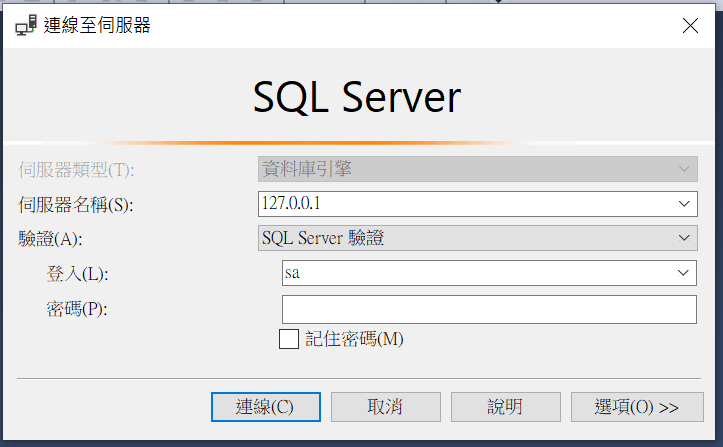 連線至伺服器
SQL Server
伺服器類型(T): 資料庫引擎
伺服器名稱(S): 127.0.0.1
驗證(A): SQL Server 驗證
登入(L): sa
密碼(P):
記住密碼(M)
連線(C) 取消 說明 選項(O) >>